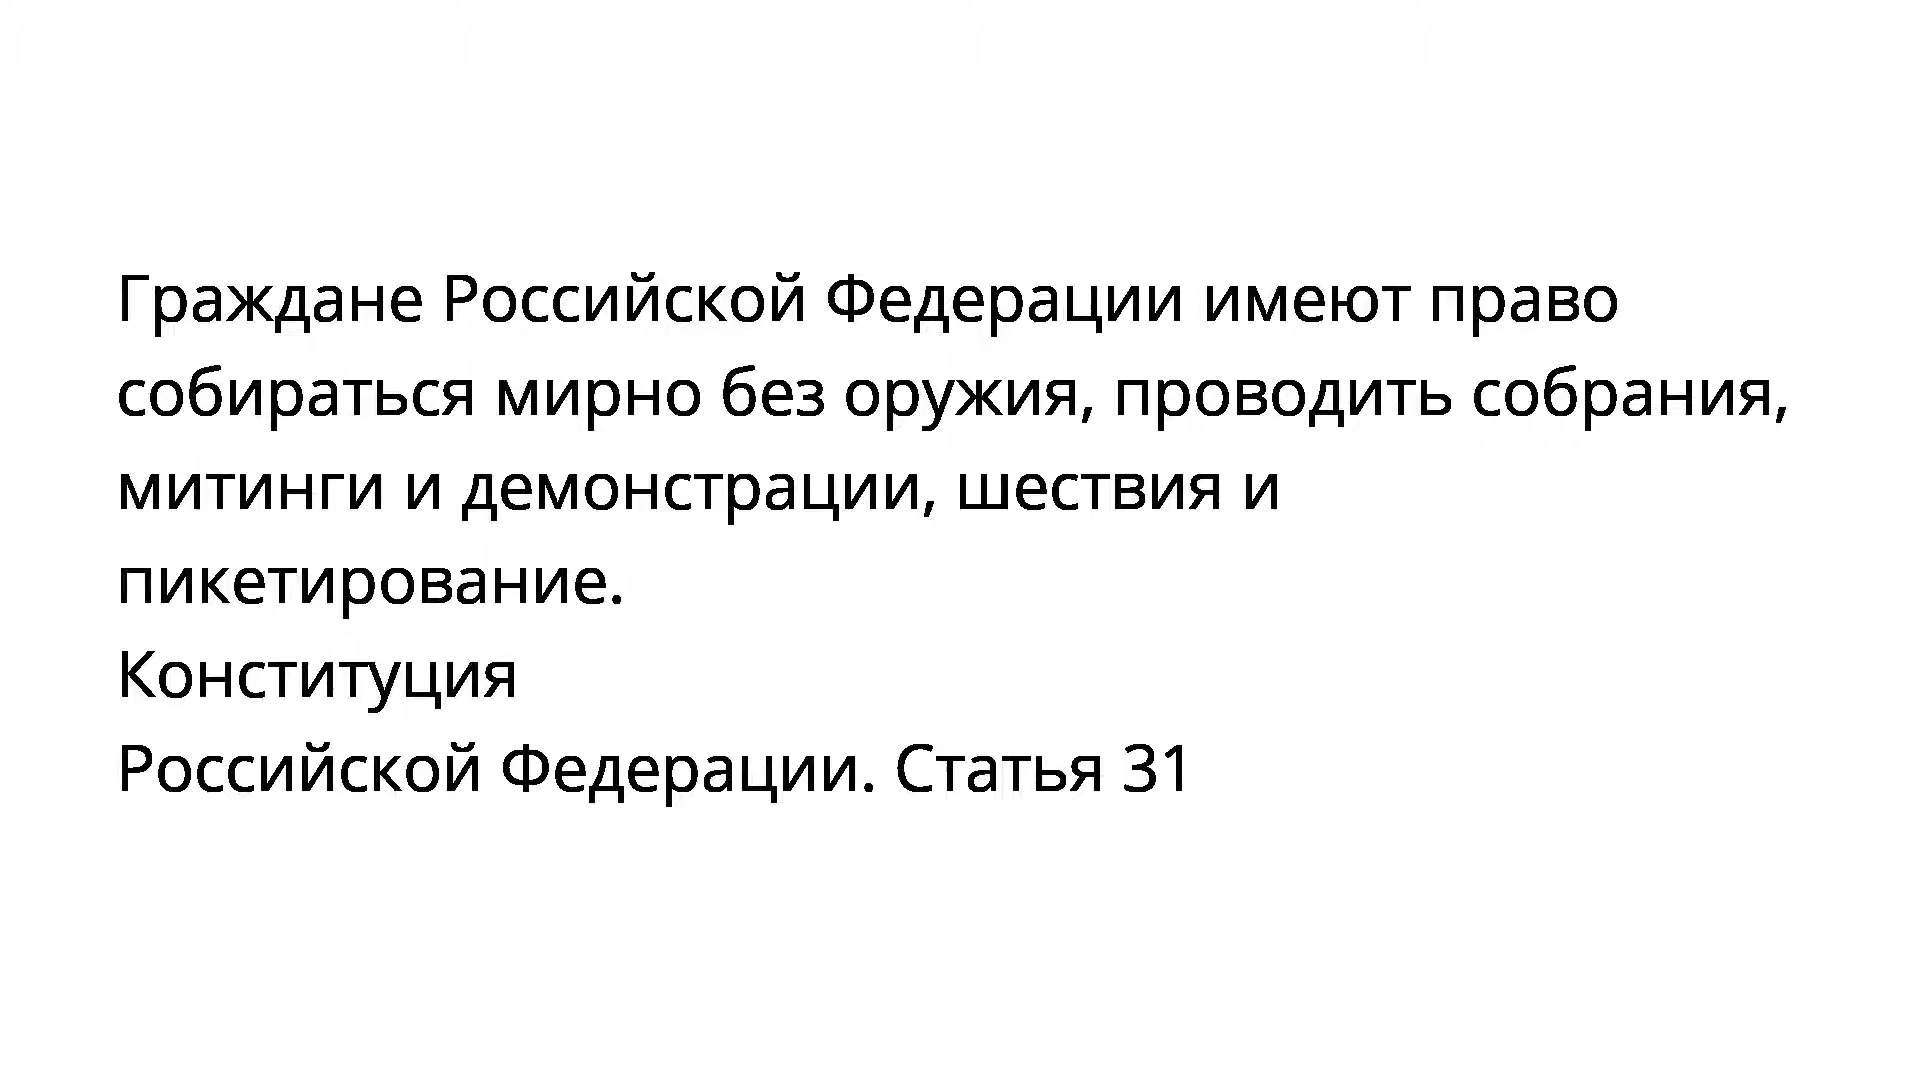 Граждане Российской Федерации имеют право
собираться мирно без оружия, проводить собрания,
митинги и демонстрации, шествия и
пикетирование.
Конституция
Российской Федерации. Статья 31